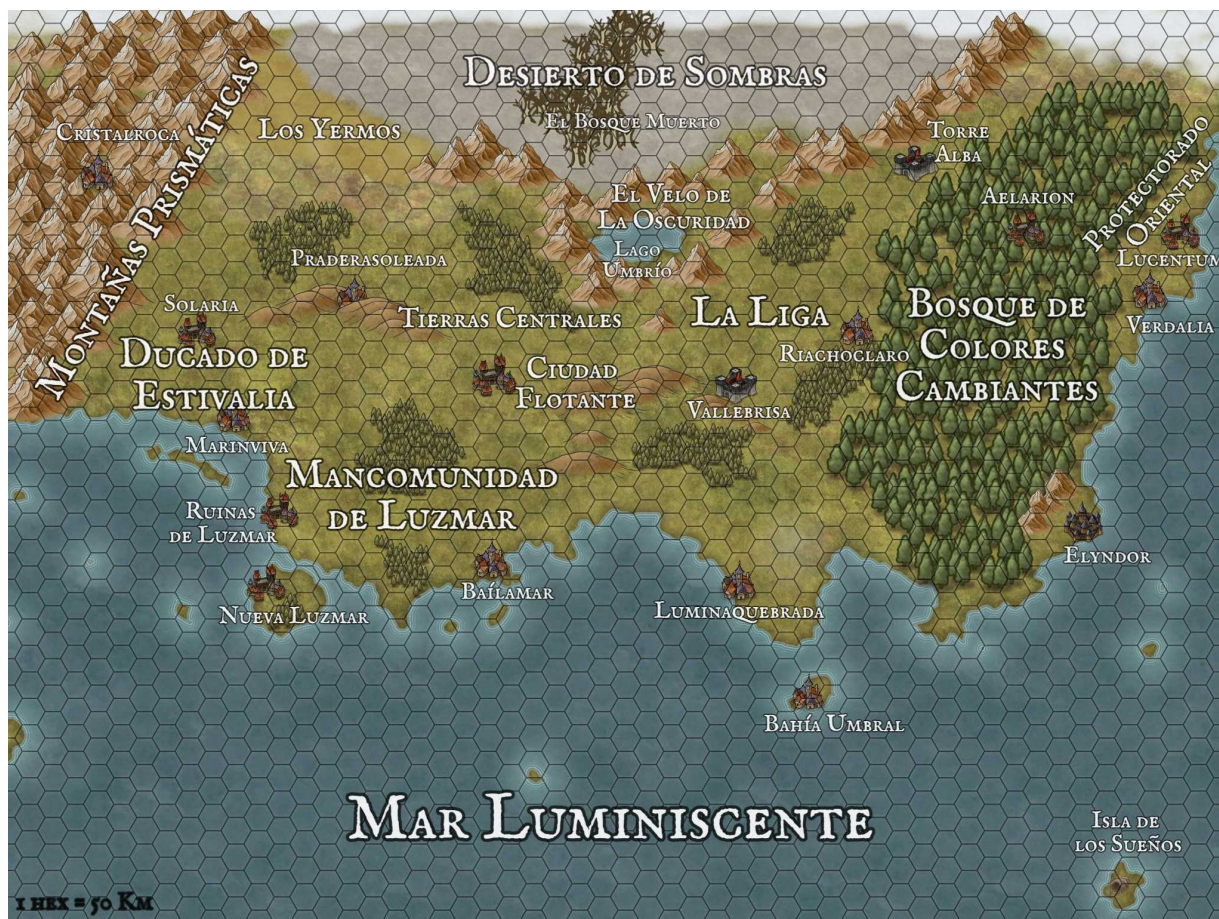 Desierto de Sombras
El Bosque Muerto
Cristalroca
Los Yermos
Montañas Prismáticas
Torre
Alba
El Velo de
La Oscuridad
Lago
Umbrío
Aelarion
Protectorado
Oriental
Lucentum
Praderasoleada
Solaria
Tierras Centrales
La Liga
Riachoclaro
Bosque de
Colores
Cambiantes
Verdalia
Ducado de
Estivalia
Ciudad
Flotante
Vallebrisa
Marinviva
Mancomunidad
de Luzmar
Ruinas
de Luzmar
Nueva Luzmar
Baílamar
Luminaquebrada
Elyndor
Bahía Umbral
Mar Luminiscente
Isla de
los Sueños
1 hex = 50 Km